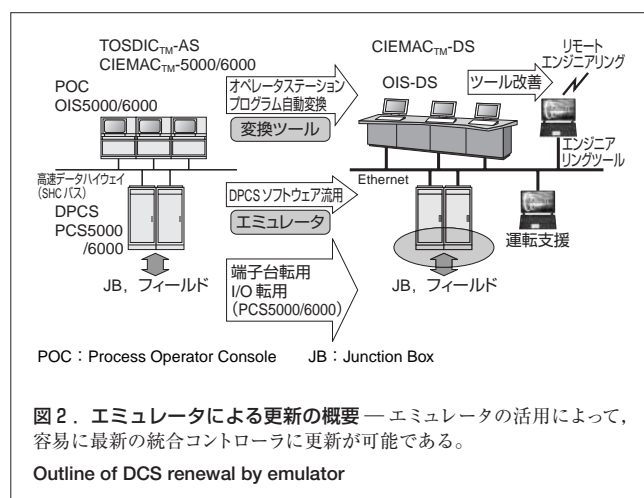 TOSDICTM-AS
CIEMACTM-5000/6000
POC
OIS5000/6000
オペレータステーション
プログラム自動変換
変換ツール
CIEMACTM-DS
OIS-DS
ツール改善
リモート
エンジニアリング
エンジニア
リングツール
高速データハイウェイ
(SHCバス)
DPCS
PCS5000
/6000
DPCSソフトウェア流用
エミュレータ
Ethernet
運転支援
JB，フィールド
端子台転用
I/O 転用
(PCS5000/6000)
JB，フィールド
POC：Process Operator Console　JB：Junction Box
図2．エミュレータによる更新の概要 — エミュレータの活用によって，
容易に最新の統合コントローラに更新が可能である。
Outline of DCS renewal by emulator